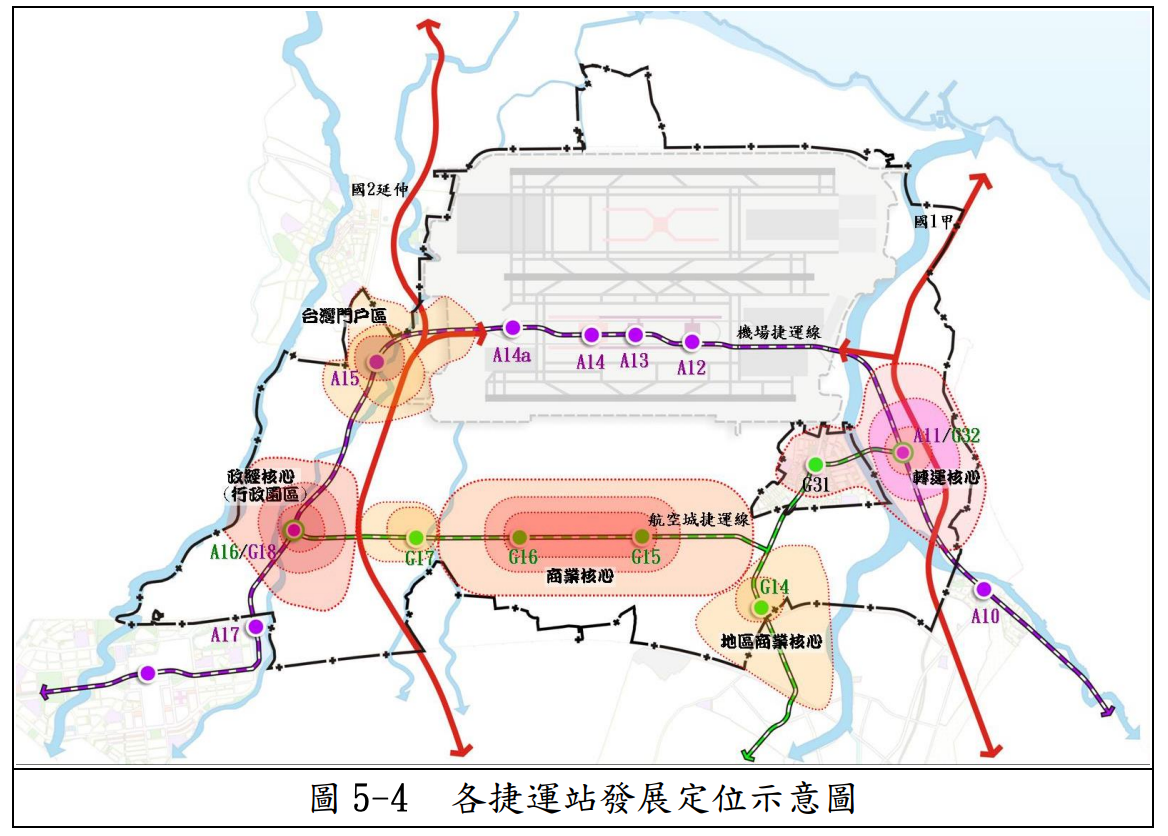 國2延伸
國1甲
台灣門戶區
機場捷運線
A14a
A14
A13
A12
A15
A11/G32
轉運核心
政經核心
(行政園區)
G31
航空城捷運線
A16/G18
G17
G16
G15
商業核心
G14
A10
A17
地區商業核心
圖 5-4 各捷運站發展定位示意圖